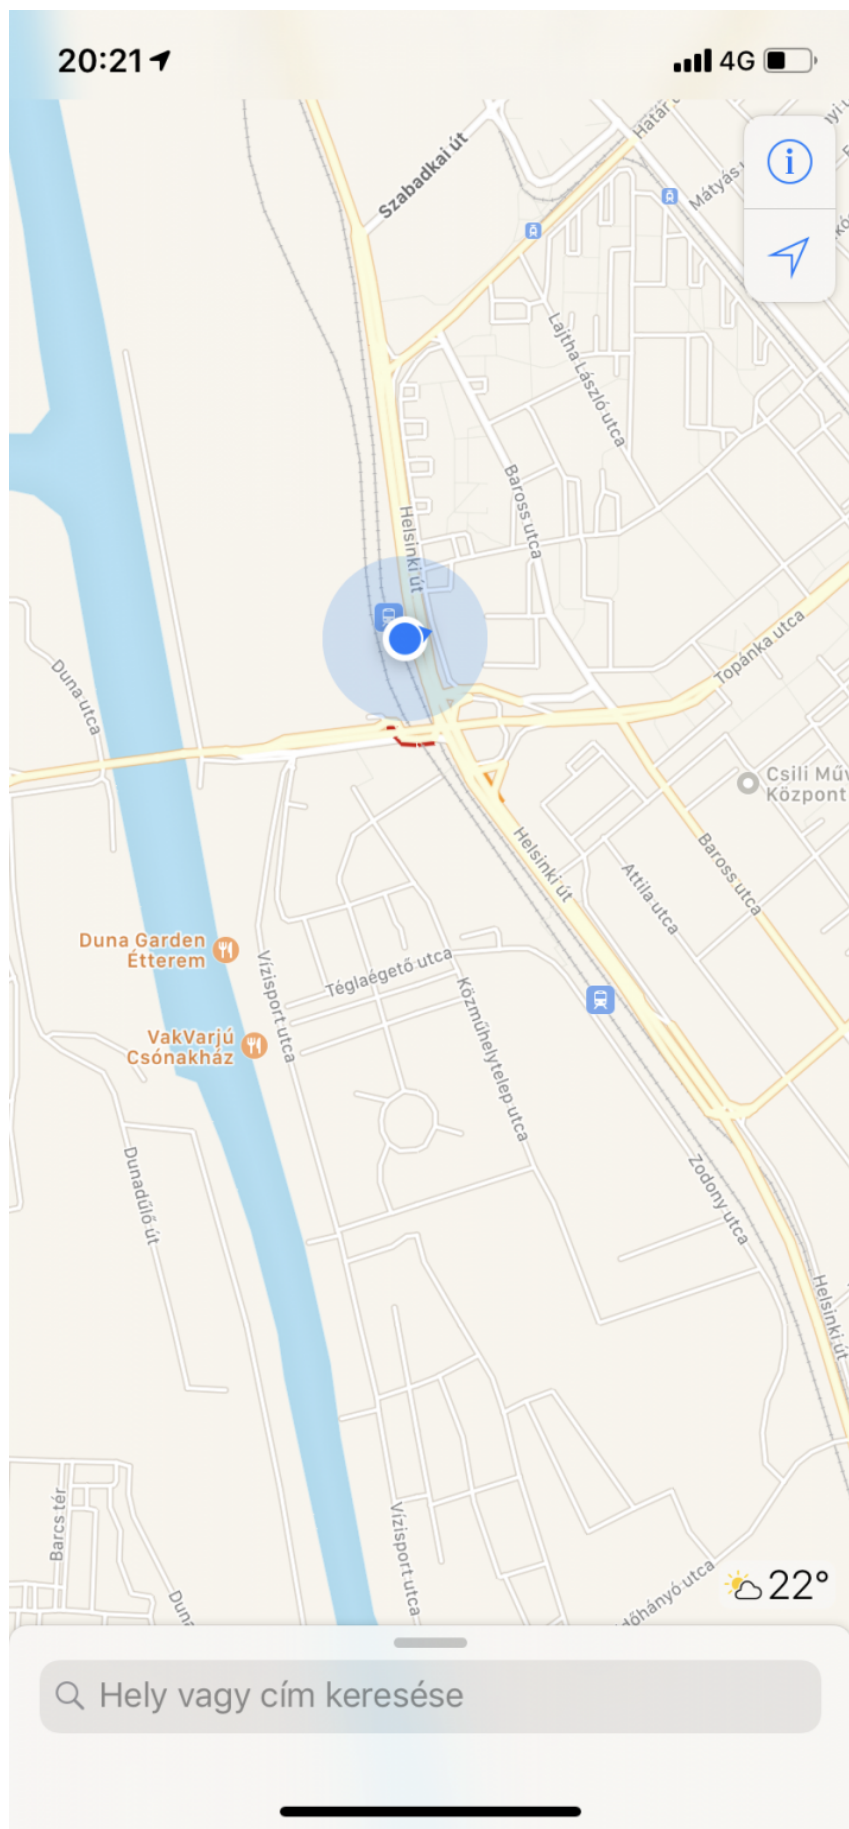 20:21
4G
Szabadkai út
Határ
Mátyás
Lajtha László utca
Baross utca
Helsinki út
Topánka utca
Duna utca
Csili Műv
Központ
Helsinki út
Baross utca
Attila utca
Duna Garden
Étterem
Vízisport utca
Téglaégető utca
Közműhelytelep utca
VakVarjú
Csónakház
Dunadűlő út
Zodony utca
Helsinki út
Barcs tér
Vízisport utca
Duna
dőhányó utca
22°
Hely vagy cím keresése